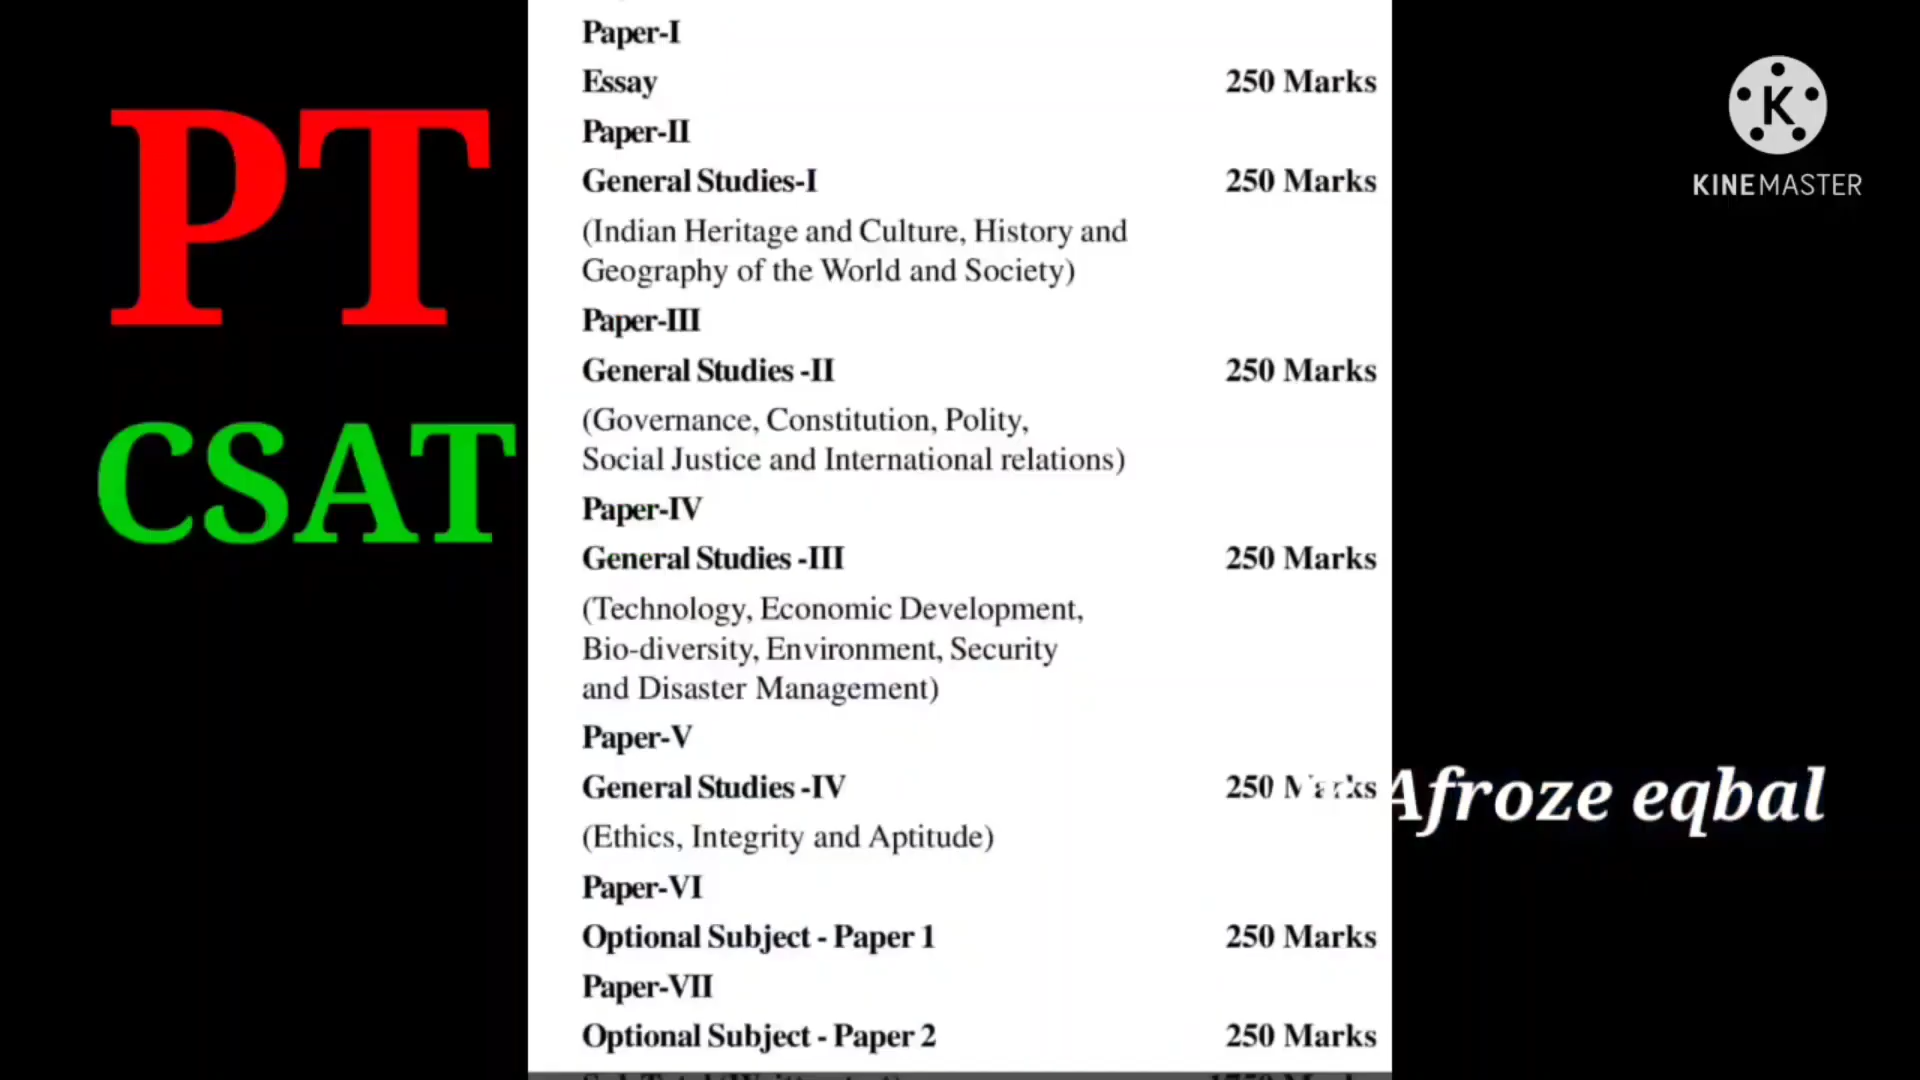 PT
CSAT
Paper-I
Essay 250 Marks
Paper-II
General Studies-I 250 Marks
(Indian Heritage and Culture, History and
Geography of the World and Society)
Paper-III
General Studies -II 250 Marks
(Governance, Constitution, Polity,
Social Justice and International relations)
Paper-IV
General Studies -III 250 Marks
(Technology, Economic Development,
Bio-diversity, Environment, Security
and Disaster Management)
Paper-V
General Studies -IV 250 Marks
(Ethics, Integrity and Aptitude)
Paper-VI
Optional Subject - Paper 1 250 Marks
Paper-VII
Optional Subject - Paper 2 250 Marks
K
KINEMASTER
Afroze eqbal